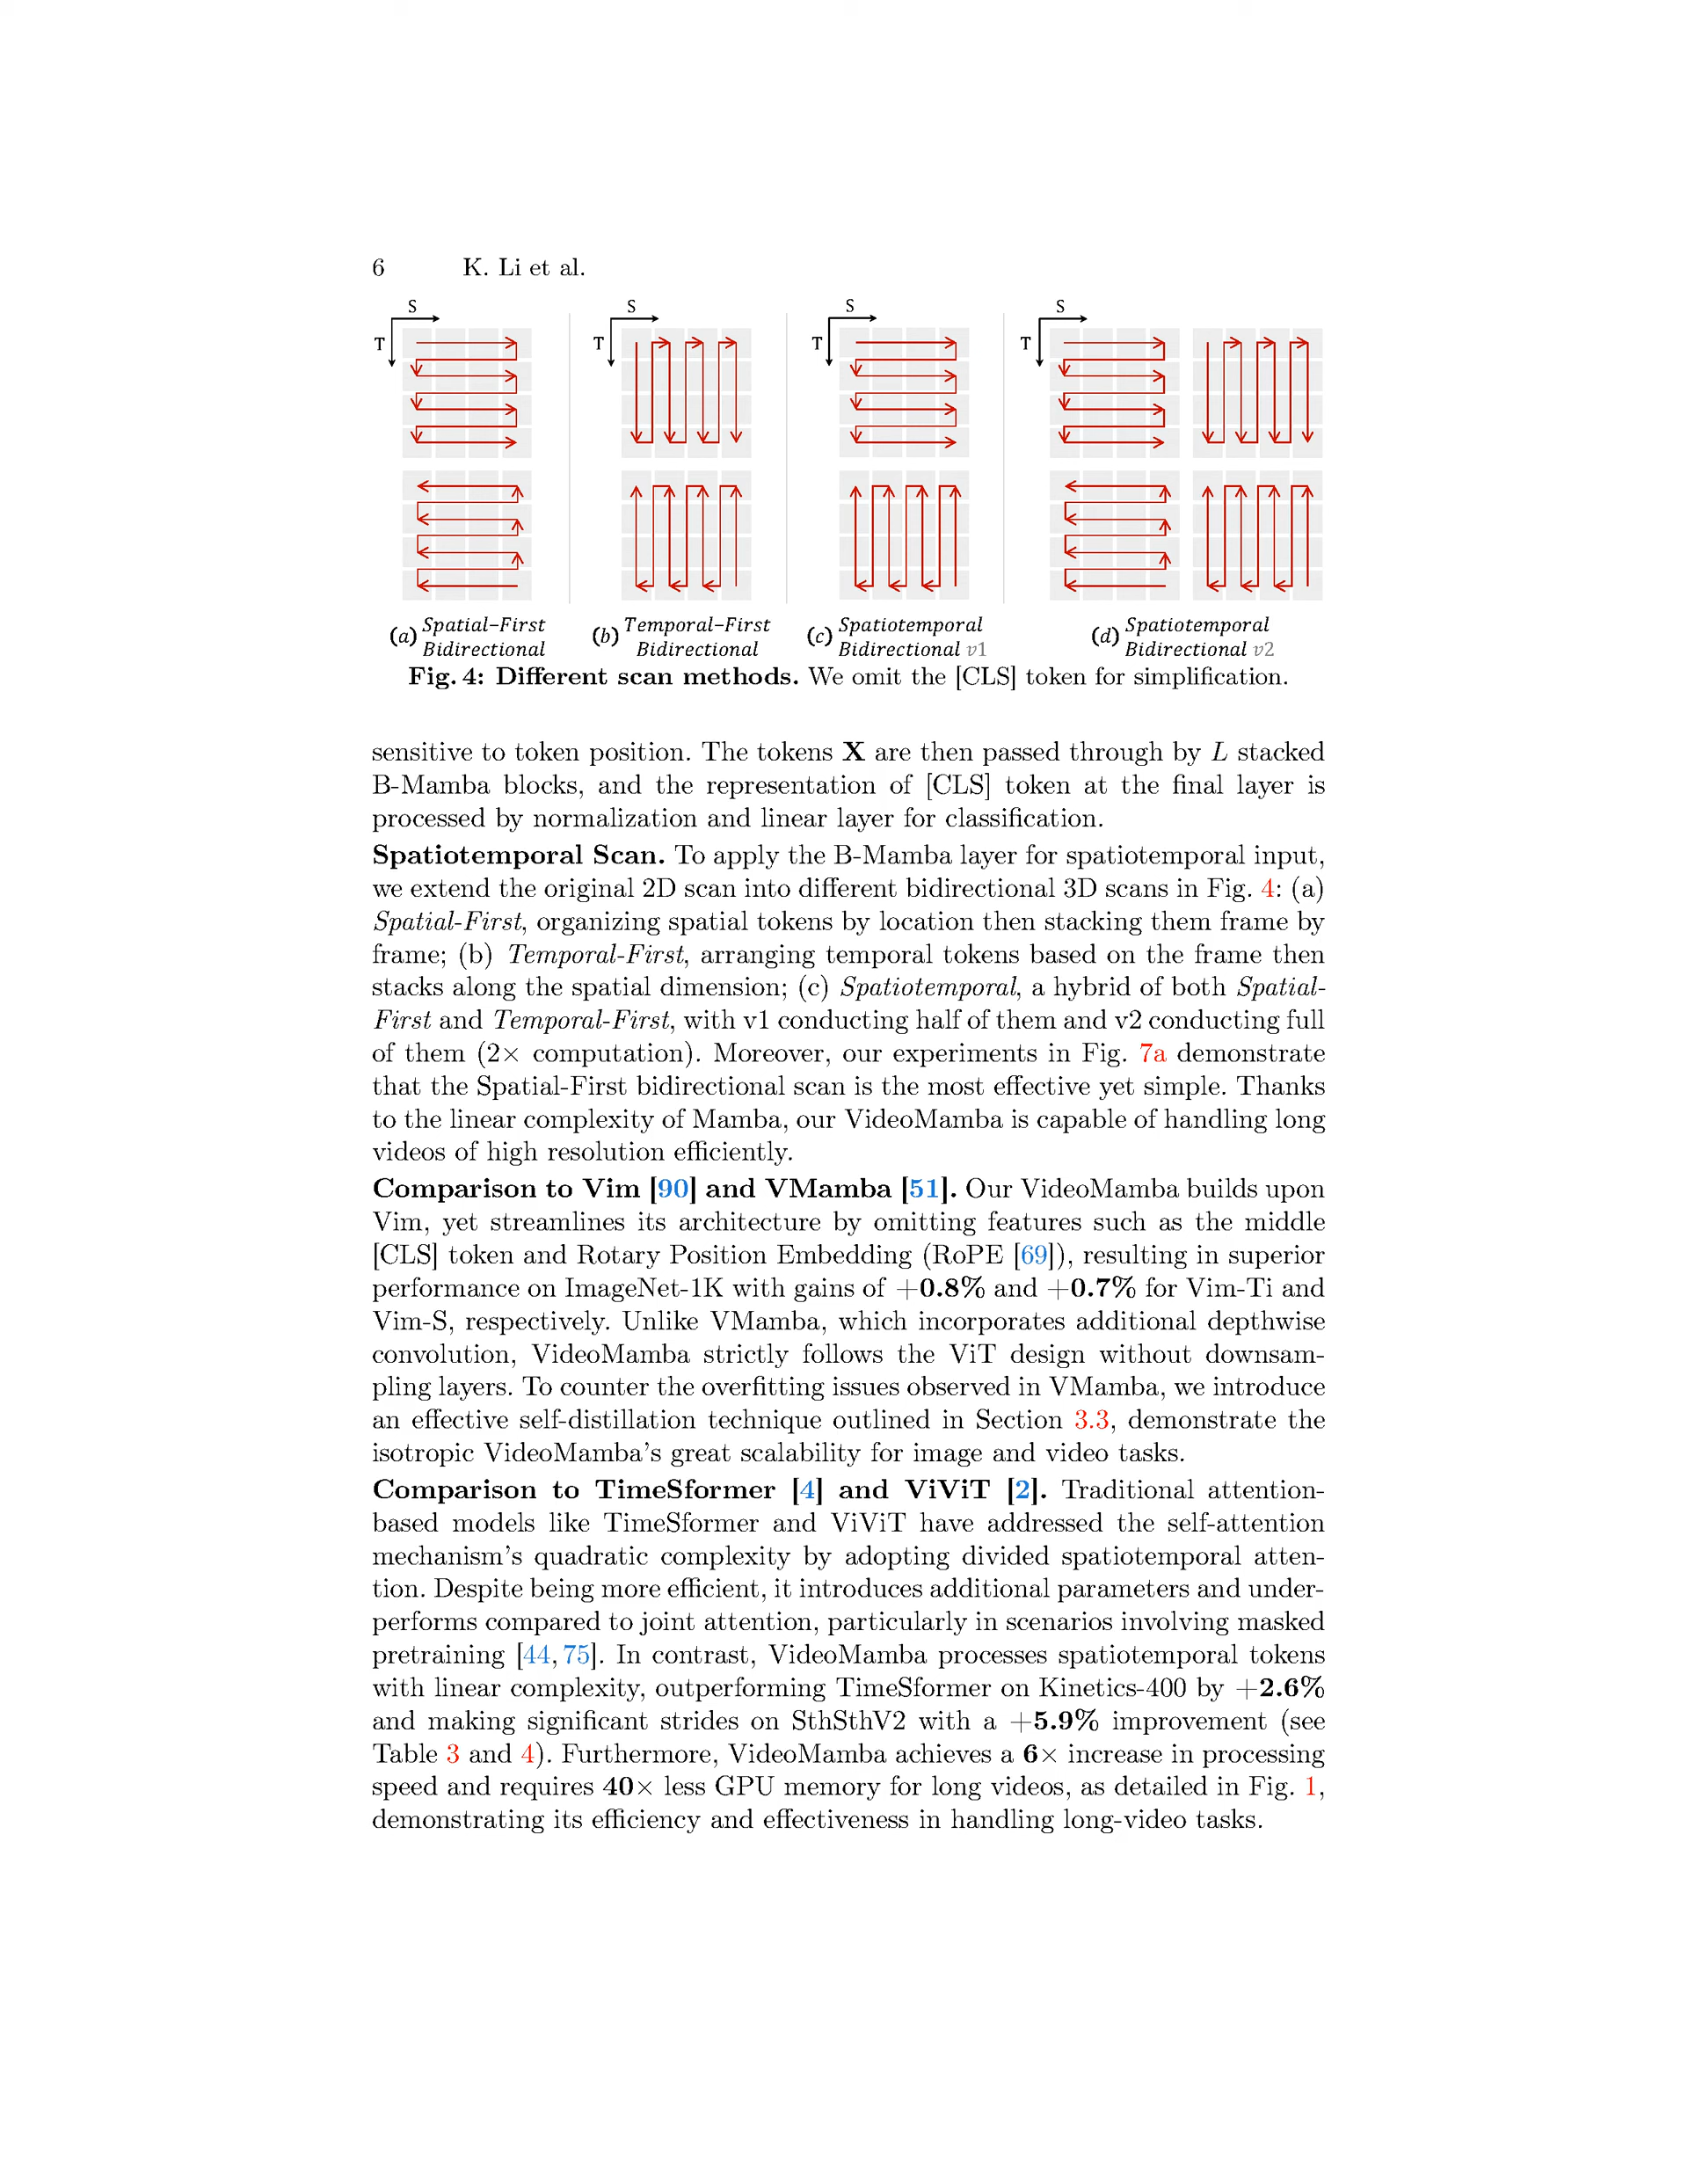 6 K. Li et al.
S
T
S
T
S
T
S
T
(a) Spatial–First Bidirectional
(b) Temporal–First Bidirectional
(c) Spatiotemporal Bidirectional v1
(d) Spatiotemporal Bidirectional v2
Fig. 4: Different scan methods. We omit the [CLS] token for simplification.
sensitive to token position. The tokens X are then passed through by L stacked
B-Mamba blocks, and the representation of [CLS] token at the final layer is
processed by normalization and linear layer for classification.
Spatiotemporal Scan. To apply the B-Mamba layer for spatiotemporal input,
we extend the original 2D scan into different bidirectional 3D scans in Fig. 4: (a)
Spatial-First, organizing spatial tokens by location then stacking them frame by
frame; (b) Temporal-First, arranging temporal tokens based on the frame then
stacks along the spatial dimension; (c) Spatiotemporal, a hybrid of both Spatial-
First and Temporal-First, with v1 conducting half of them and v2 conducting full
of them (2× computation). Moreover, our experiments in Fig. 7a demonstrate
that the Spatial-First bidirectional scan is the most effective yet simple. Thanks
to the linear complexity of Mamba, our VideoMamba is capable of handling long
videos of high resolution efficiently.
Comparison to Vim [90] and VMamba [51]. Our VideoMamba builds upon
Vim, yet streamlines its architecture by omitting features such as the middle
[CLS] token and Rotary Position Embedding (RoPE [69]), resulting in superior
performance on ImageNet-1K with gains of +0.8% and +0.7% for Vim-Ti and
Vim-S, respectively. Unlike VMamba, which incorporates additional depthwise
convolution, VideoMamba strictly follows the ViT design without downsam-
pling layers. To counter the overfitting issues observed in VMamba, we introduce
an effective self-distillation technique outlined in Section 3.3, demonstrate the
isotropic VideoMamba's great scalability for image and video tasks.
Comparison to TimeSformer [4] and ViViT [2]. Traditional attention-
based models like TimeSformer and ViViT have addressed the self-attention
mechanism's quadratic complexity by adopting divided spatiotemporal atten-
tion. Despite being more efficient, it introduces additional parameters and under-
performs compared to joint attention, particularly in scenarios involving masked
pretraining [44,75]. In contrast, VideoMamba processes spatiotemporal tokens
with linear complexity, outperforming TimeSformer on Kinetics-400 by +2.6%
and making significant strides on SthSthV2 with a +5.9% improvement (see
Table 3 and 4). Furthermore, VideoMamba achieves a 6× increase in processing
speed and requires 40× less GPU memory for long videos, as detailed in Fig. 1,
demonstrating its efficiency and effectiveness in handling long-video tasks.